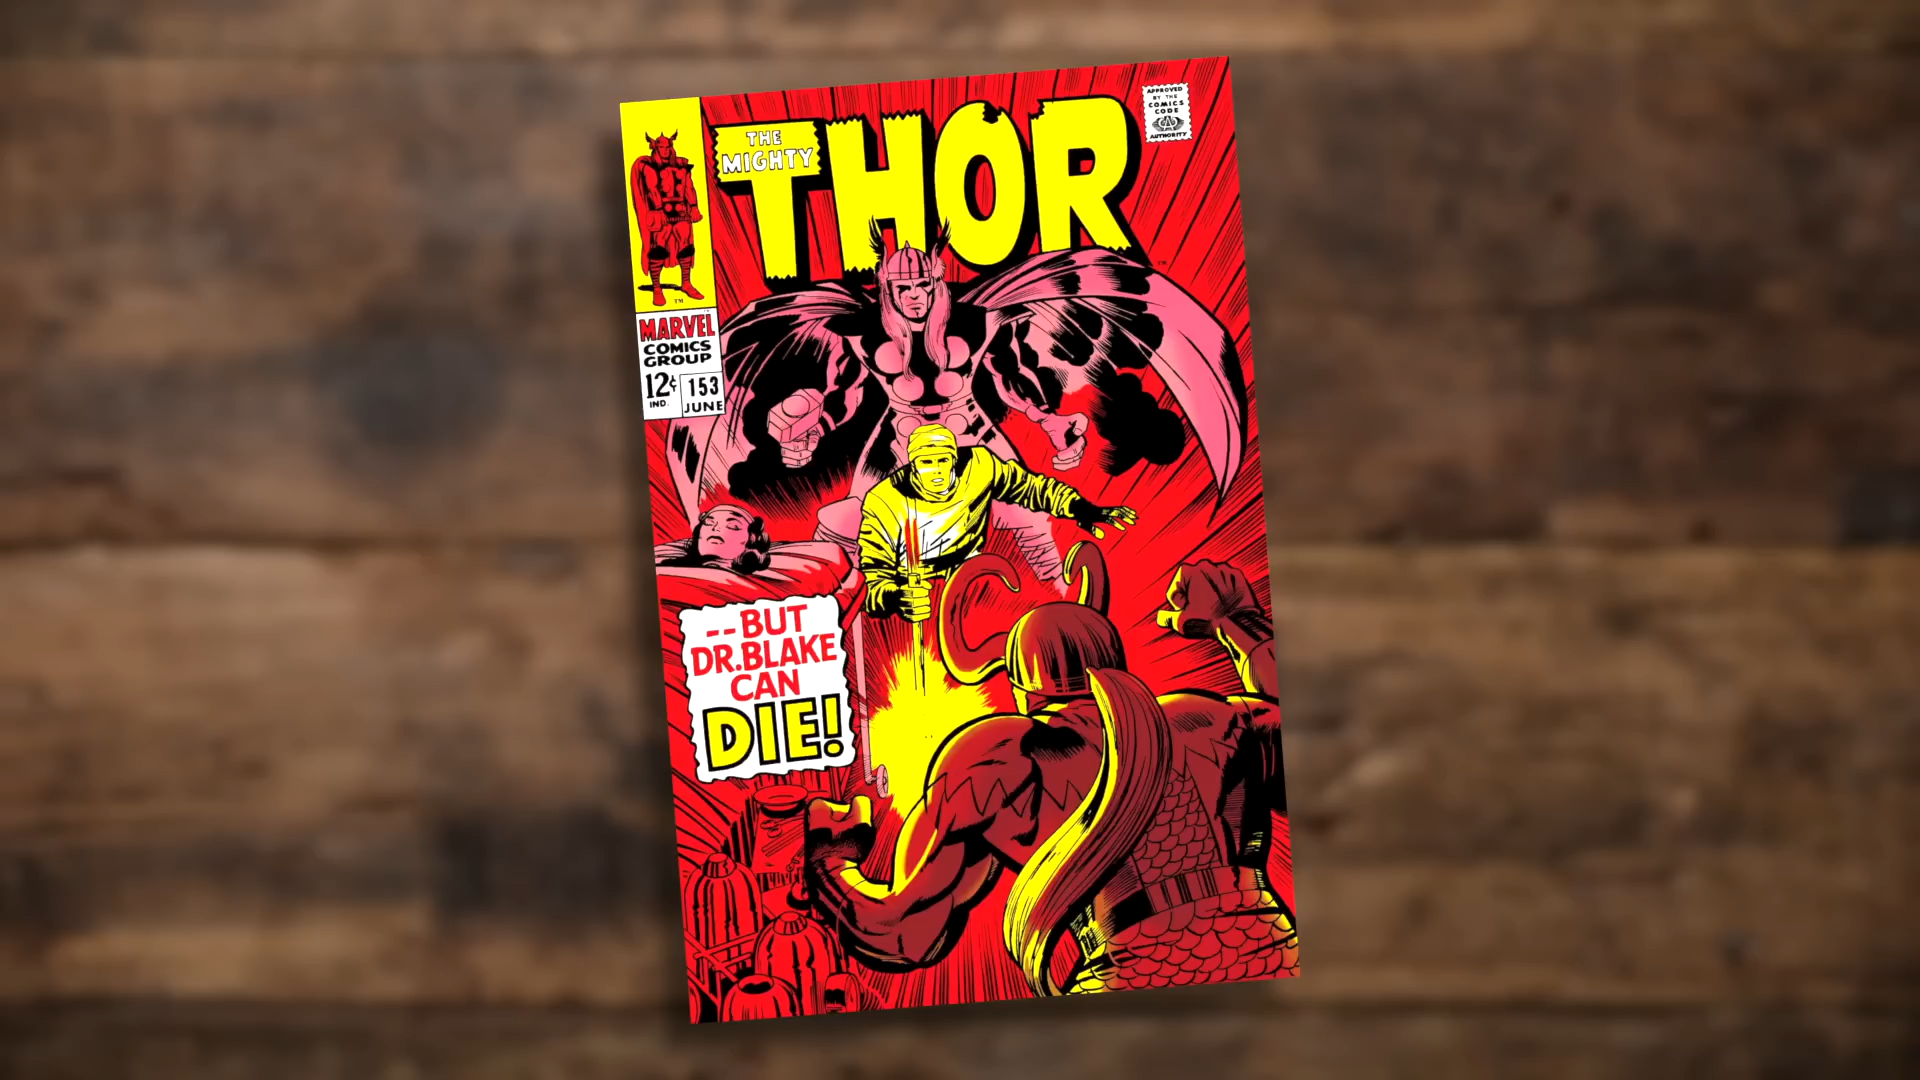 THE
MIGHTY
THOR
APPROVED
BY THE
COMICS
CODE
AUTHORITY
TM
MARVEL
COMICS
GROUP
12¢
IND.
153
JUNE
--BUT
DR.BLAKE
CAN
DIE!